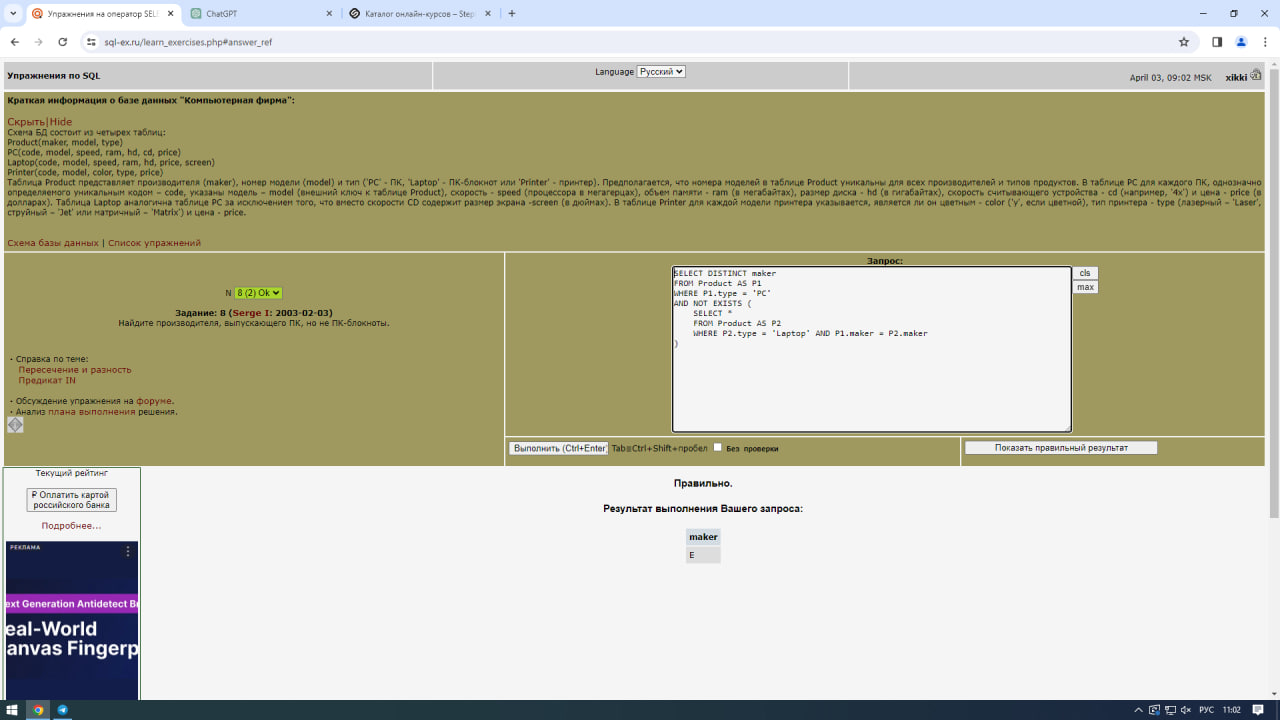 Упражнения на оператор SELE
ChatGPT
Каталог онлайн-курсов – Step
sql-ex.ru/learn_exercises.php#answer_ref
Упражнения по SQL
Language Русский
April 03, 09:02 MSK xikki
Краткая информация о базе данных "Компьютерная фирма":
Скрыть|Hide
Схема БД состоит из четырех таблиц:
Product(maker, model, type)
PC(code, model, speed, ram, hd, cd, price)
Laptop(code, model, speed, ram, hd, price, screen)
Printer(code, model, color, type, price)
Таблица Product представляет производителя (maker), номер модели (model) и тип ('PC' - ПК, 'Laptop' - ПК-блокнот или 'Printer' - принтер). Предполагается, что номера моделей в таблице Product уникальны для всех производителей и типов продуктов. В таблице PC для каждого ПК, однозначно
определяемого уникальным кодом – code, указаны модель – model (внешний ключ к таблице Product), скорость - speed (процессора в мегагерцах), объем памяти - ram (в мегабайтах), размер диска - hd (в гигабайтах), скорость считывающего устройства - cd (например, '4x') и цена - price (в
долларах). Таблица Laptop аналогична таблице РС за исключением того, что вместо скорости CD содержит размер экрана -screen (в дюймах). В таблице Printer для каждой модели принтера указывается, является ли он цветным - color ('y', если цветной), тип принтера - type (лазерный – 'Laser',
струйный – 'Jet' или матричный – 'Matrix') и цена - price.
Схема базы данных | Список упражнений
N 8 (2) Ok
Задание: 8 (Serge I: 2003-02-03)
Найдите производителя, выпускающего ПК, но не ПК-блокноты.
· Справка по теме:
Пересечение и разность
Предикат IN
· Обсуждение упражнения на форуме.
· Анализ плана выполнения решения.
Запрос:
SELECT DISTINCT maker
FROM Product AS P1
WHERE P1.type = 'PC'
AND NOT EXISTS (
SELECT *
FROM Product AS P2
WHERE P2.type = 'Laptop' AND P1.maker = P2.maker
)
cls
max
Выполнить (Ctrl+Enter) Tab≡Ctrl+Shift+пробел Без проверки
Показать правильный результат
Текущий рейтинг
₽ Оплатить картой
российского банка
Подробнее...
РЕКЛАМА
ext Generation Antidetect Br
eal-World
anvas Fingerp
Правильно.
Результат выполнения Вашего запроса:
maker
E
РУС 11:02